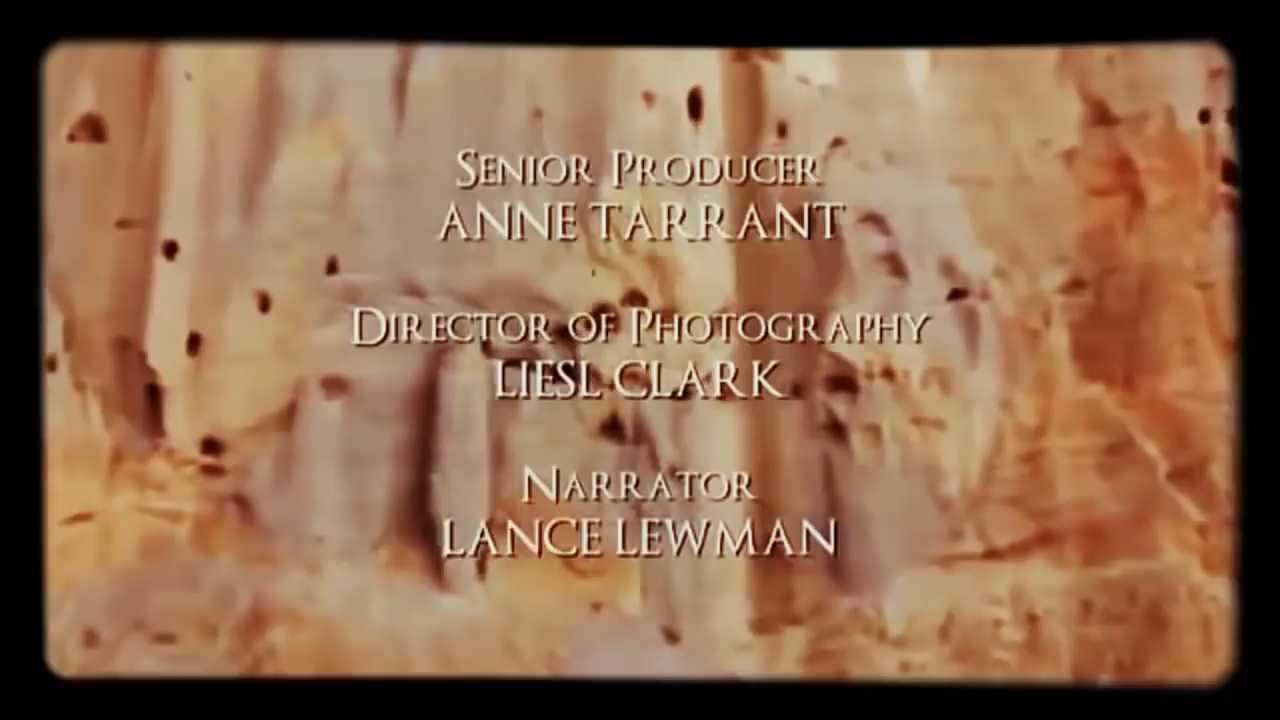 Senior Producer
ANNE TARRANT
Director of Photography
LIESL CLARK
Narrator
LANCE LEWMAN